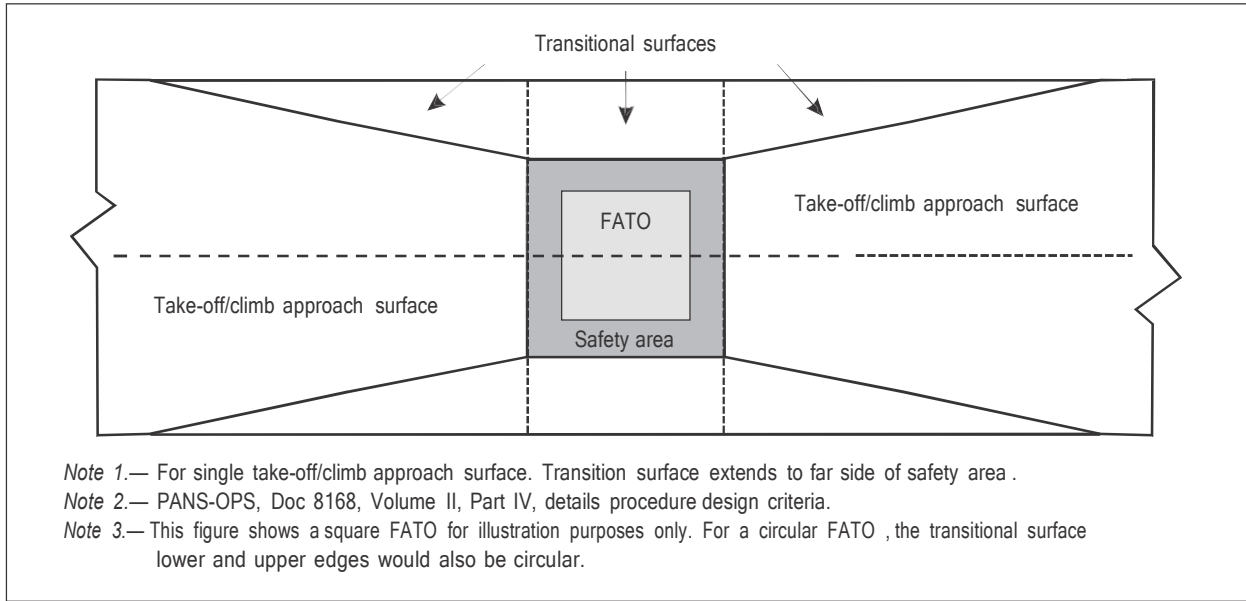 Transitional surfaces
Take-off/climb approach surface
FATO
Take-off/climb approach surface
Safety area
Note 1.— For single take-off/climb approach surface. Transition surface extends to far side of safety area .
Note 2.— PANS-OPS, Doc 8168, Volume II, Part IV, details procedure design criteria.
Note 3.— This figure shows a square FATO for illustration purposes only. For a circular FATO , the transitional surface
lower and upper edges would also be circular.